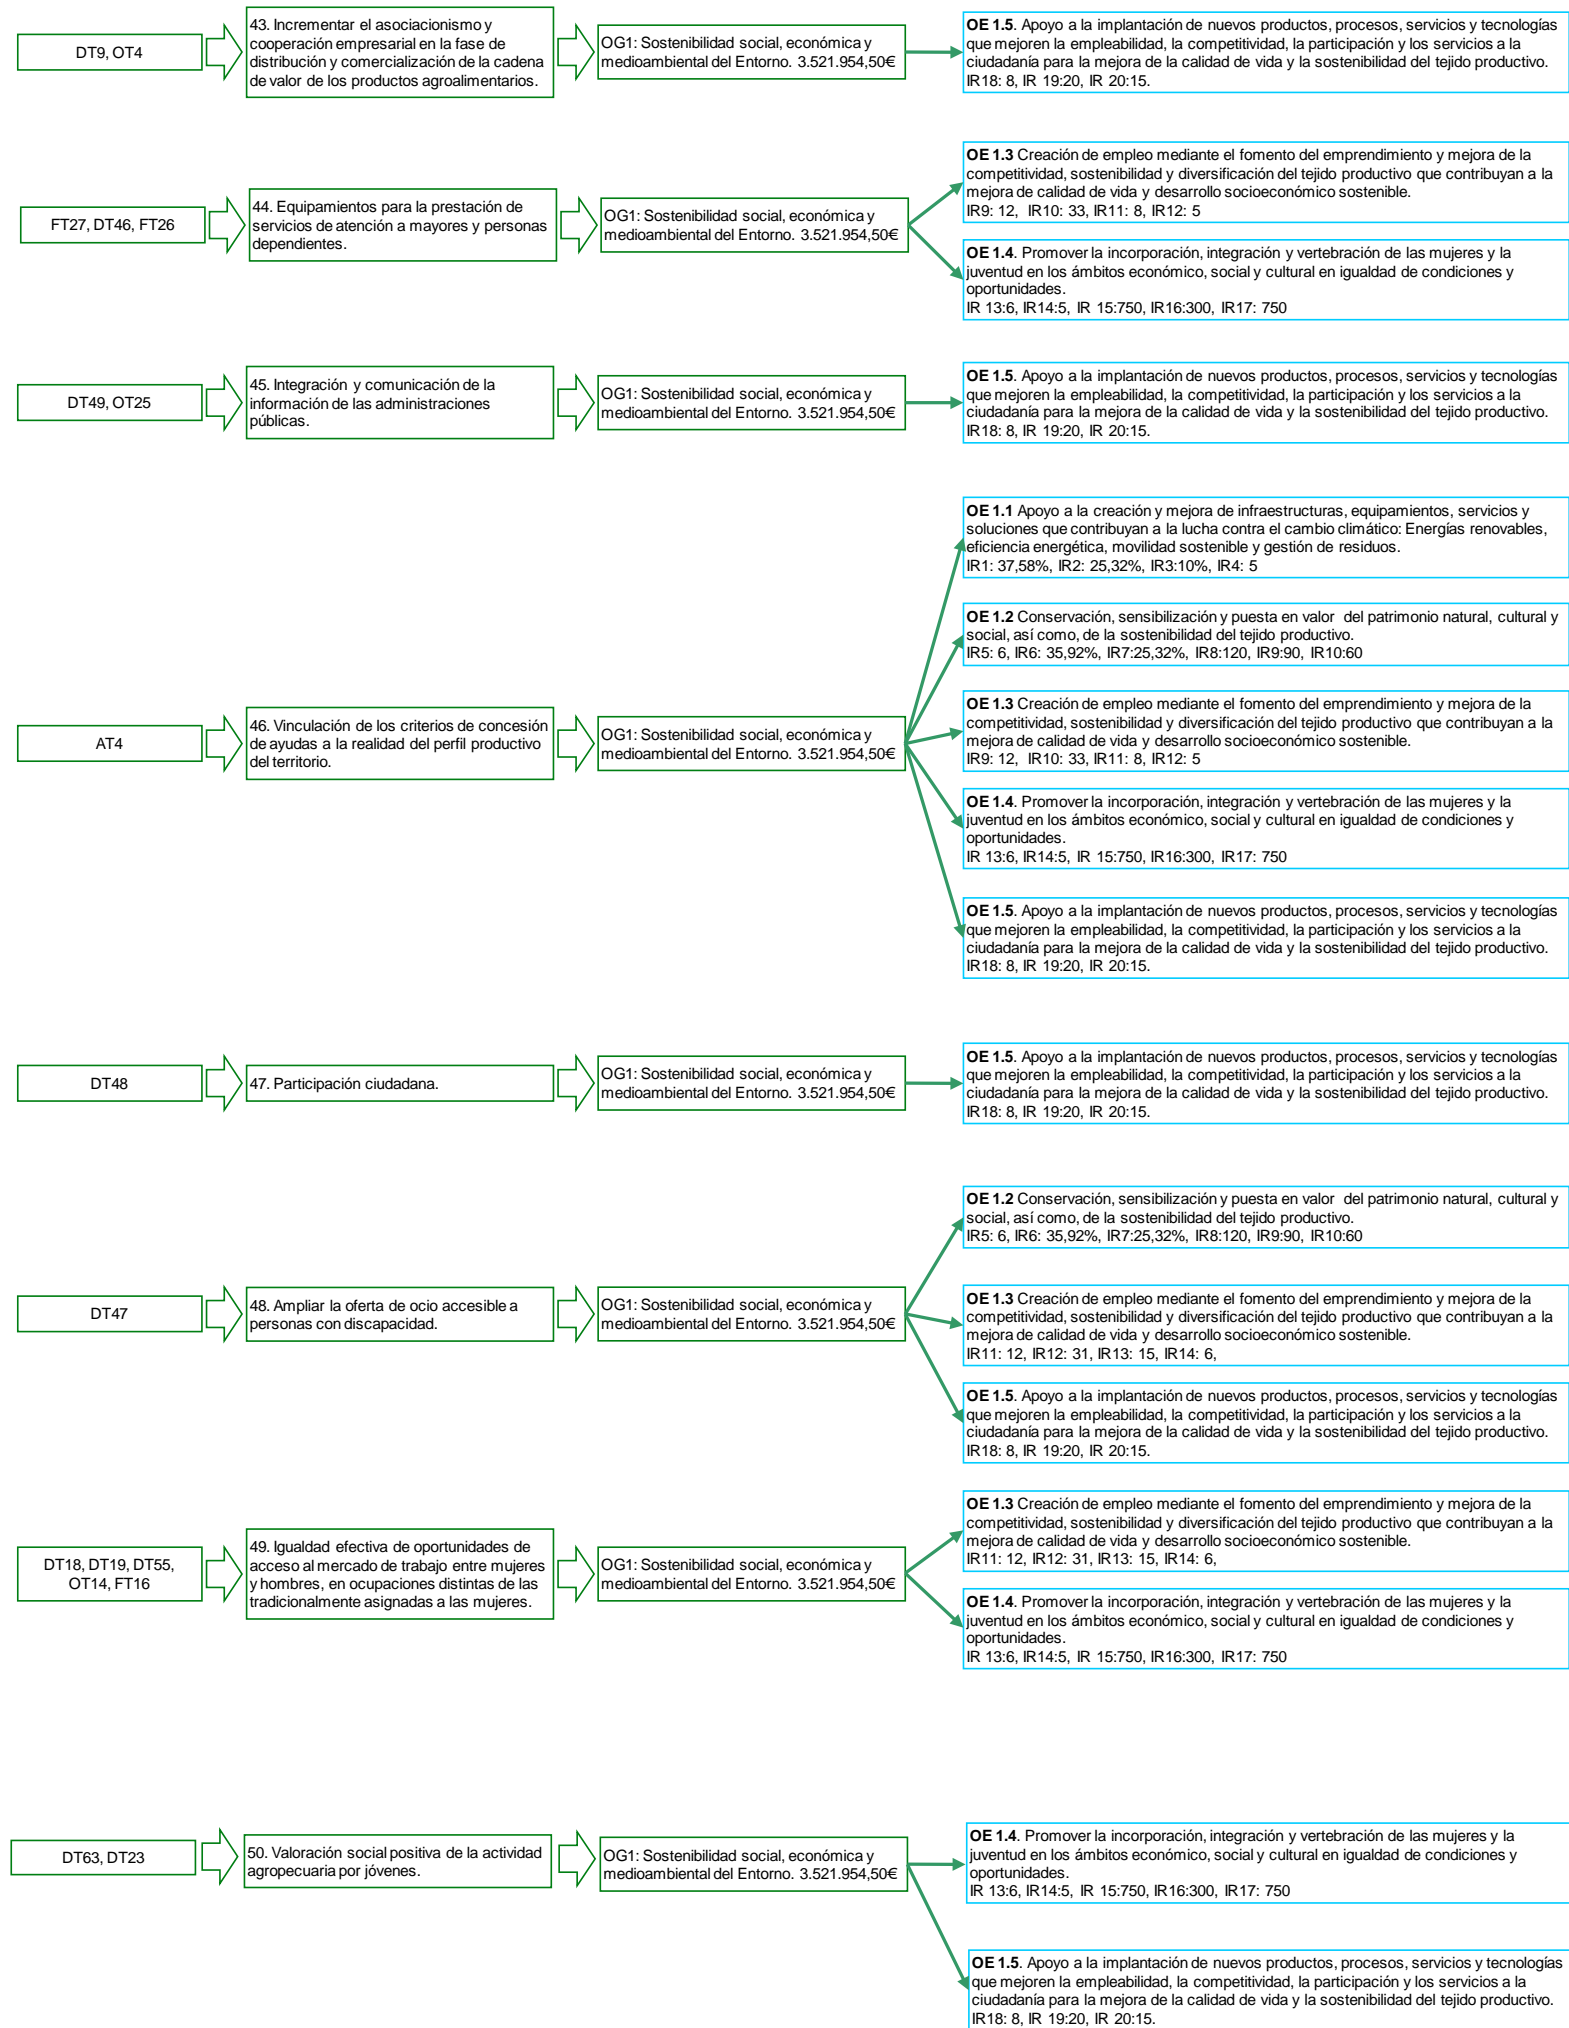 DT9, OT4
43. Incrementar el asociacionismo y
cooperación empresarial en la fase de
distribución y comercialización de la cadena
de valor de los productos agroalimentarios.
OG1: Sostenibilidad social, económica y
medioambiental del Entorno. 3.521.954,50€
OE 1.5. Apoyo a la implantación de nuevos productos, procesos, servicios y tecnologías
que mejoren la empleabilidad, la competitividad, la participación y los servicios a la
ciudadanía para la mejora de la calidad de vida y la sostenibilidad del tejido productivo.
IR18: 8, IR 19:20, IR 20:15.
FT27, DT46, FT26
44. Equipamientos para la prestación de
servicios de atención a mayores y personas
dependientes.
OG1: Sostenibilidad social, económica y
medioambiental del Entorno. 3.521.954,50€
OE 1.3 Creación de empleo mediante el fomento del emprendimiento y mejora de la
competitividad, sostenibilidad y diversificación del tejido productivo que contribuyan a la
mejora de calidad de vida y desarrollo socioeconómico sostenible.
IR9: 12, IR10: 33, IR11: 8, IR12: 5
OE 1.4. Promover la incorporación, integración y vertebración de las mujeres y la
juventud en los ámbitos económico, social y cultural en igualdad de condiciones y
oportunidades.
IR 13:6, IR14:5, IR 15:750, IR16:300, IR17: 750
DT49, OT25
45. Integración y comunicación de la
información de las administraciones
públicas.
OG1: Sostenibilidad social, económica y
medioambiental del Entorno. 3.521.954,50€
OE 1.5. Apoyo a la implantación de nuevos productos, procesos, servicios y tecnologías
que mejoren la empleabilidad, la competitividad, la participación y los servicios a la
ciudadanía para la mejora de la calidad de vida y la sostenibilidad del tejido productivo.
IR18: 8, IR 19:20, IR 20:15.
AT4
46. Vinculación de los criterios de concesión
de ayudas a la realidad del perfil productivo
del territorio.
OG1: Sostenibilidad social, económica y
medioambiental del Entorno. 3.521.954,50€
OE 1.1 Apoyo a la creación y mejora de infraestructuras, equipamientos, servicios y
soluciones que contribuyan a la lucha contra el cambio climático: Energías renovables,
eficiencia energética, movilidad sostenible y gestión de residuos.
IR1: 37,58%, IR2: 25,32%, IR3:10%, IR4: 5
OE 1.2 Conservación, sensibilización y puesta en valor del patrimonio natural, cultural y
social, así como, de la sostenibilidad del tejido productivo.
IR5: 6, IR6: 35,92%, IR7:25,32%, IR8:120, IR9:90, IR10:60
OE 1.3 Creación de empleo mediante el fomento del emprendimiento y mejora de la
competitividad, sostenibilidad y diversificación del tejido productivo que contribuyan a la
mejora de calidad de vida y desarrollo socioeconómico sostenible.
IR9: 12, IR10: 33, IR11: 8, IR12: 5
OE 1.4. Promover la incorporación, integración y vertebración de las mujeres y la
juventud en los ámbitos económico, social y cultural en igualdad de condiciones y
oportunidades.
IR 13:6, IR14:5, IR 15:750, IR16:300, IR17: 750
OE 1.5. Apoyo a la implantación de nuevos productos, procesos, servicios y tecnologías
que mejoren la empleabilidad, la competitividad, la participación y los servicios a la
ciudadanía para la mejora de la calidad de vida y la sostenibilidad del tejido productivo.
IR18: 8, IR 19:20, IR 20:15.
DT48
47. Participación ciudadana.
OG1: Sostenibilidad social, económica y
medioambiental del Entorno. 3.521.954,50€
OE 1.5. Apoyo a la implantación de nuevos productos, procesos, servicios y tecnologías
que mejoren la empleabilidad, la competitividad, la participación y los servicios a la
ciudadanía para la mejora de la calidad de vida y la sostenibilidad del tejido productivo.
IR18: 8, IR 19:20, IR 20:15.
DT47
48. Ampliar la oferta de ocio accesible a
personas con discapacidad.
OG1: Sostenibilidad social, económica y
medioambiental del Entorno. 3.521.954,50€
OE 1.2 Conservación, sensibilización y puesta en valor del patrimonio natural, cultural y
social, así como, de la sostenibilidad del tejido productivo.
IR5: 6, IR6: 35,92%, IR7:25,32%, IR8:120, IR9:90, IR10:60
OE 1.3 Creación de empleo mediante el fomento del emprendimiento y mejora de la
competitividad, sostenibilidad y diversificación del tejido productivo que contribuyan a la
mejora de calidad de vida y desarrollo socioeconómico sostenible.
IR11: 12, IR12: 31, IR13: 15, IR14: 6,
OE 1.5. Apoyo a la implantación de nuevos productos, procesos, servicios y tecnologías
que mejoren la empleabilidad, la competitividad, la participación y los servicios a la
ciudadanía para la mejora de la calidad de vida y la sostenibilidad del tejido productivo.
IR18: 8, IR 19:20, IR 20:15.
DT18, DT19, DT55,
OT14, FT16
49. Igualdad efectiva de oportunidades de
acceso al mercado de trabajo entre mujeres
y hombres, en ocupaciones distintas de las
tradicionalmente asignadas a las mujeres.
OG1: Sostenibilidad social, económica y
medioambiental del Entorno. 3.521.954,50€
OE 1.3 Creación de empleo mediante el fomento del emprendimiento y mejora de la
competitividad, sostenibilidad y diversificación del tejido productivo que contribuyan a la
mejora de calidad de vida y desarrollo socioeconómico sostenible.
IR11: 12, IR12: 31, IR13: 15, IR14: 6,
OE 1.4. Promover la incorporación, integración y vertebración de las mujeres y la
juventud en los ámbitos económico, social y cultural en igualdad de condiciones y
oportunidades.
IR 13:6, IR14:5, IR 15:750, IR16:300, IR17: 750
DT63, DT23
50. Valoración social positiva de la actividad
agropecuaria por jóvenes.
OG1: Sostenibilidad social, económica y
medioambiental del Entorno. 3.521.954,50€
OE 1.4. Promover la incorporación, integración y vertebración de las mujeres y la
juventud en los ámbitos económico, social y cultural en igualdad de condiciones y
oportunidades.
IR 13:6, IR14:5, IR 15:750, IR16:300, IR17: 750
OE 1.5. Apoyo a la implantación de nuevos productos, procesos, servicios y tecnologías
que mejoren la empleabilidad, la competitividad, la participación y los servicios a la
ciudadanía para la mejora de la calidad de vida y la sostenibilidad del tejido productivo.
IR18: 8, IR 19:20, IR 20:15.